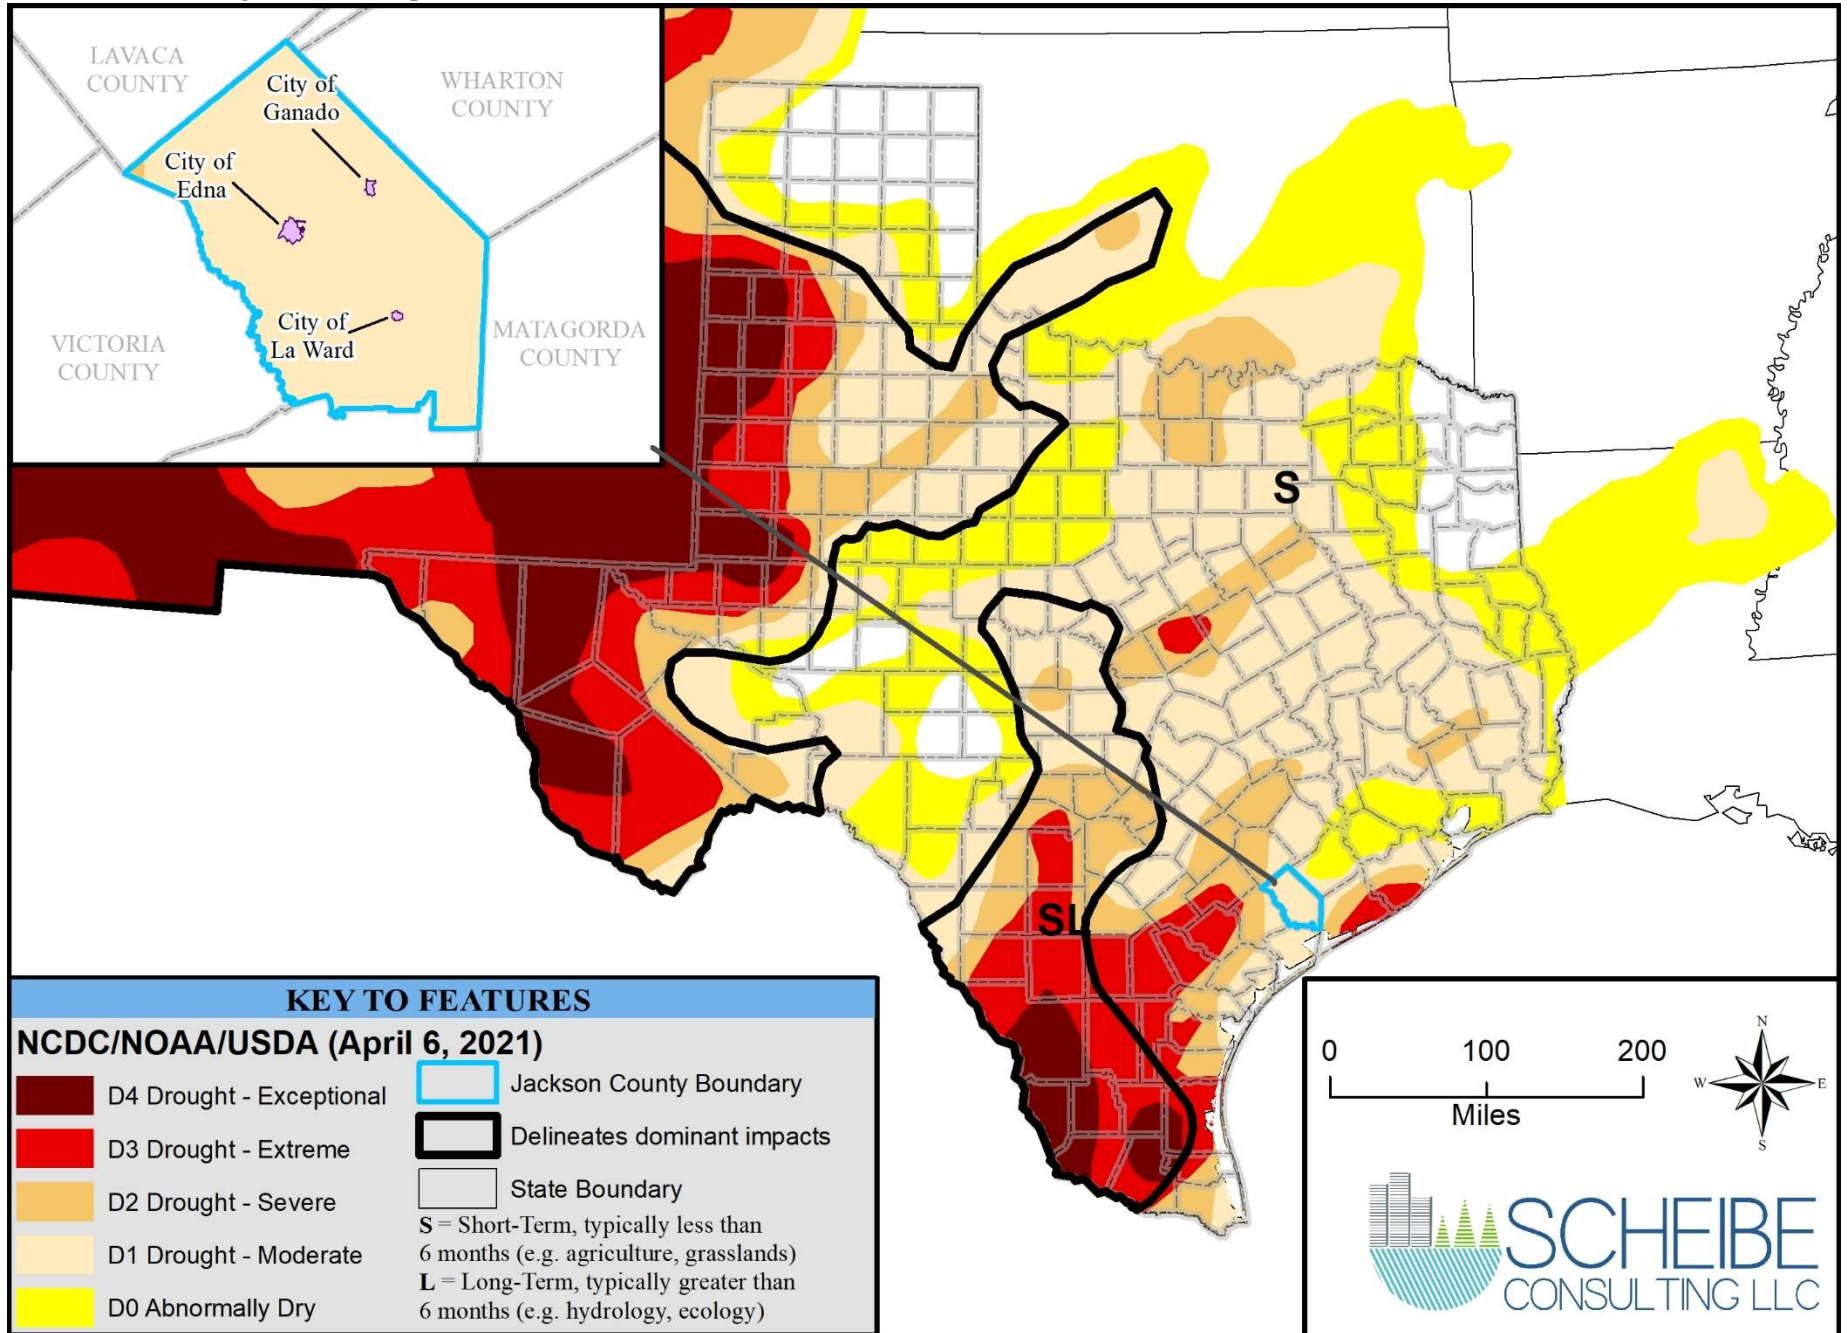 LAVACA
COUNTY
WHARTON
COUNTY
City of
Ganado
City of
Edna
City of
La Ward
VICTORIA
COUNTY
MATAGORDA
COUNTY
S
SL
KEY TO FEATURES
NCDC/NOAA/USDA (April 6, 2021)
D4 Drought - Exceptional
D3 Drought - Extreme
D2 Drought - Severe
D1 Drought - Moderate
D0 Abnormally Dry
Jackson County Boundary
Delineates dominant impacts
State Boundary
S = Short-Term, typically less than
6 months (e.g. agriculture, grasslands)
L = Long-Term, typically greater than
6 months (e.g. hydrology, ecology)
0 100 200
Miles
N
W E
S
SCHEIBE
CONSULTING LLC